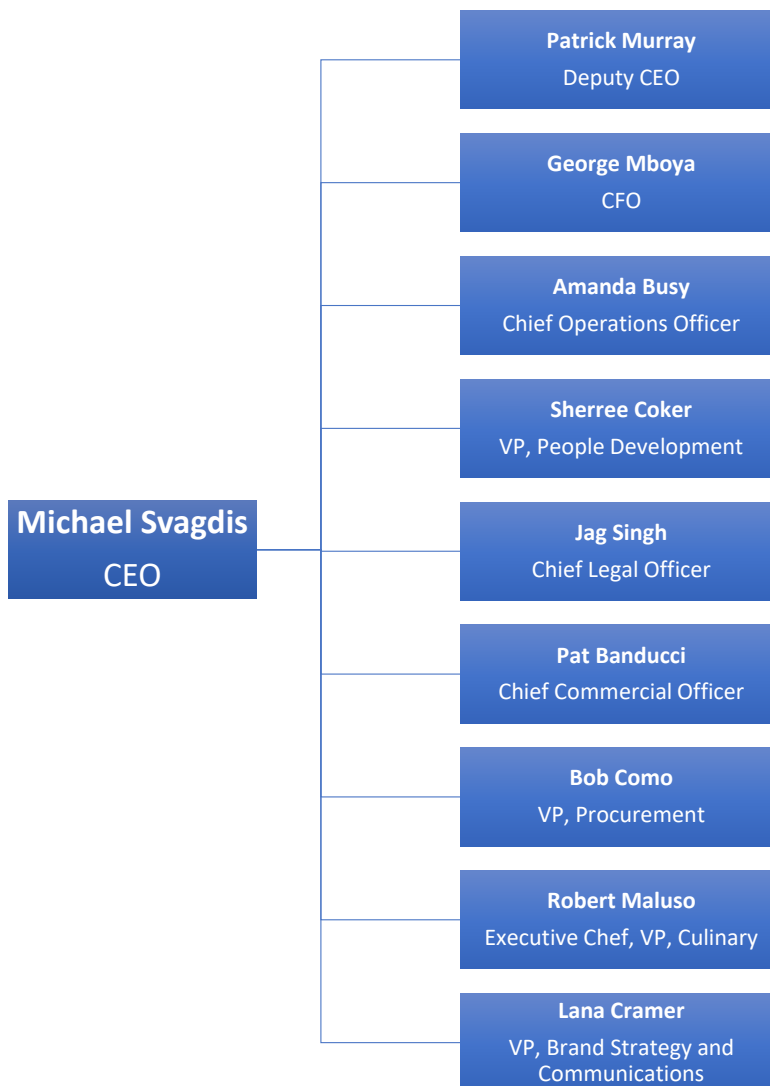 Patrick Murray
Deputy CEO
George Mboya
CFO
Amanda Busy
Chief Operations Officer
Sherree Coker
VP, People Development
Michael Svagdis
CEO
Jag Singh
Chief Legal Officer
Pat Banducci
Chief Commercial Officer
Bob Como
VP, Procurement
Robert Maluso
Executive Chef, VP, Culinary
Lana Cramer
VP, Brand Strategy and
Communications